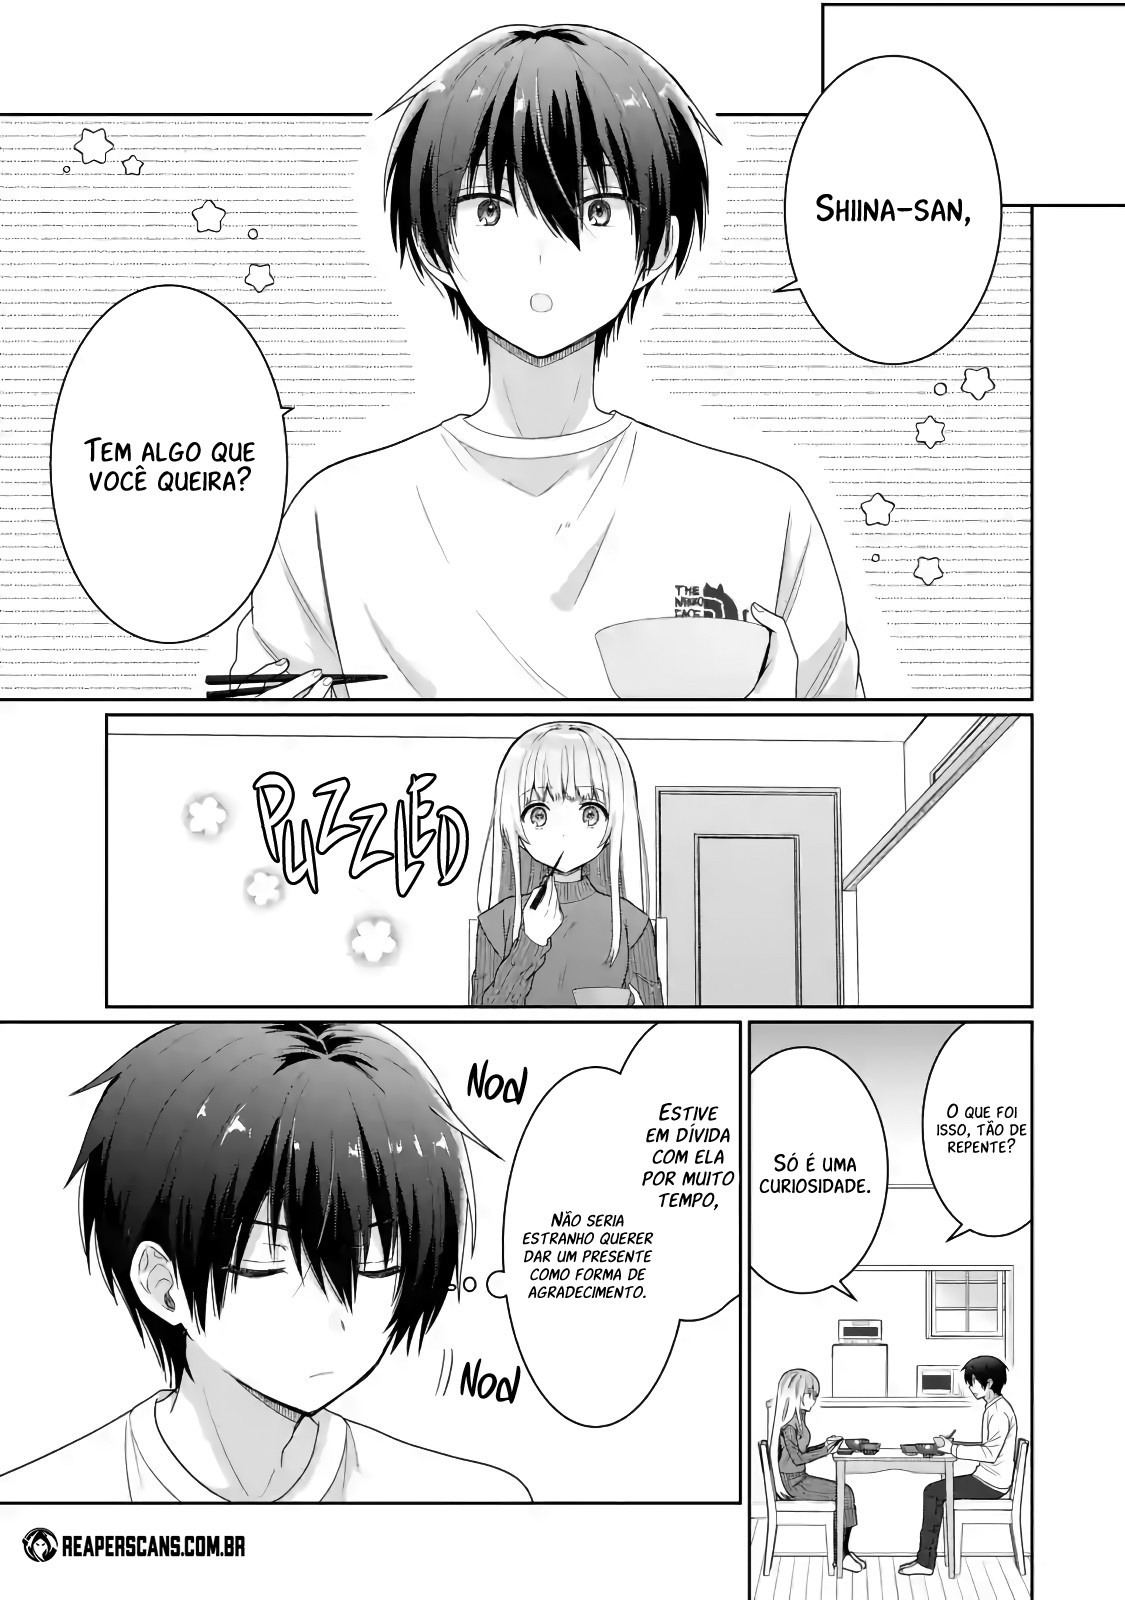 SHIINA-SAN,
TEM ALGO QUE
VOCÊ QUEIRA?
THE
FACE
PUZZLED
O QUE FOI
ISSO, TÃO DE
REPENTE?
SÓ É UMA
CURIOSIDADE.
ESTIVE
EM DÍVIDA
COM ELA
POR MUITO
TEMPO,
NÃO SERIA
ESTRANHO QUERER
DAR UM PRESENTE
COMO FORMA DE
AGRADECIMENTO.
NOD
NOD
REAPERSCANS.COM.BR